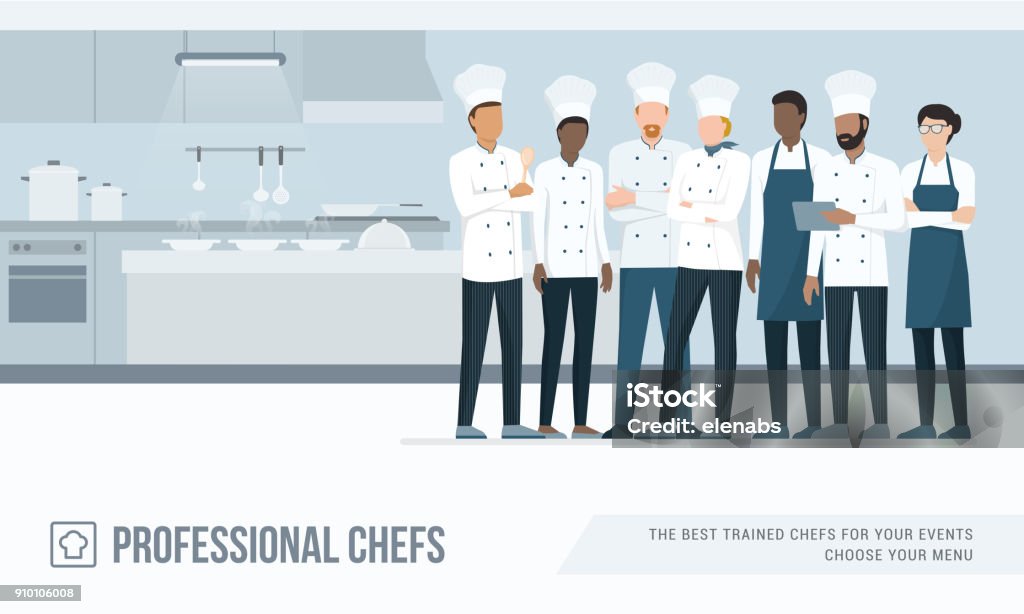 iStock
Credit: elenabs
PROFESSIONAL CHEFS
THE BEST TRAINED CHEFS FOR YOUR EVENTS
CHOOSE YOUR MENU
910106008